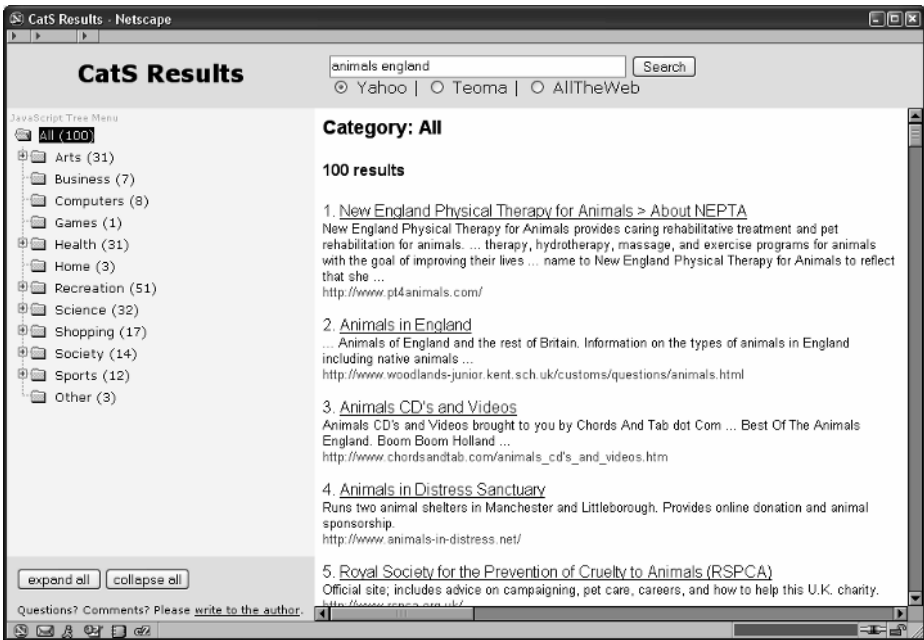 CatS Results - Netscape
CatS Results
animals england
Search
Yahoo | Teoma | AllTheWeb
JavaScript Tree Menu
All (100)
Arts (31)
Business (7)
Computers (8)
Games (1)
Health (31)
Home (3)
Recreation (51)
Science (32)
Shopping (17)
Society (14)
Sports (12)
Other (3)
expand all
collapse all
Questions? Comments? Please write to the author.
Category: All
100 results
1. New England Physical Therapy for Animals > About NEPTA
New England Physical Therapy for Animals provides caring rehabilitative treatment and pet
rehabilitation for animals. ... therapy, hydrotherapy, massage, and exercise programs for animals
with the goal of improving their lives ... name to New England Physical Therapy for Animals to reflect
that she ...
http://www.pt4animals.com/
2. Animals in England
... Animals of England and the rest of Britain. Information on the types of animals in England
including native animals ...
http://www.woodlands-junior.kent.sch.uk/customs/questions/animals.html
3. Animals CD's and Videos
Animals CD's and Videos brought to you by Chords And Tab dot Com ... Best Of The Animals
England. Boom Boom Holland ...
http://www.chordsandtab.com/animals_cd's_and_videos.htm
4. Animals in Distress Sanctuary
Runs two animal shelters in Manchester and Littleborough. Provides online donation and animal
sponsorship.
http://www.animals-in-distress.net/
5. Royal Society for the Prevention of Cruelty to Animals (RSPCA)
Official site; includes advice on campaigning, pet care, careers, and how to help this U.K. charity.
http://www.rspca.org.uk/